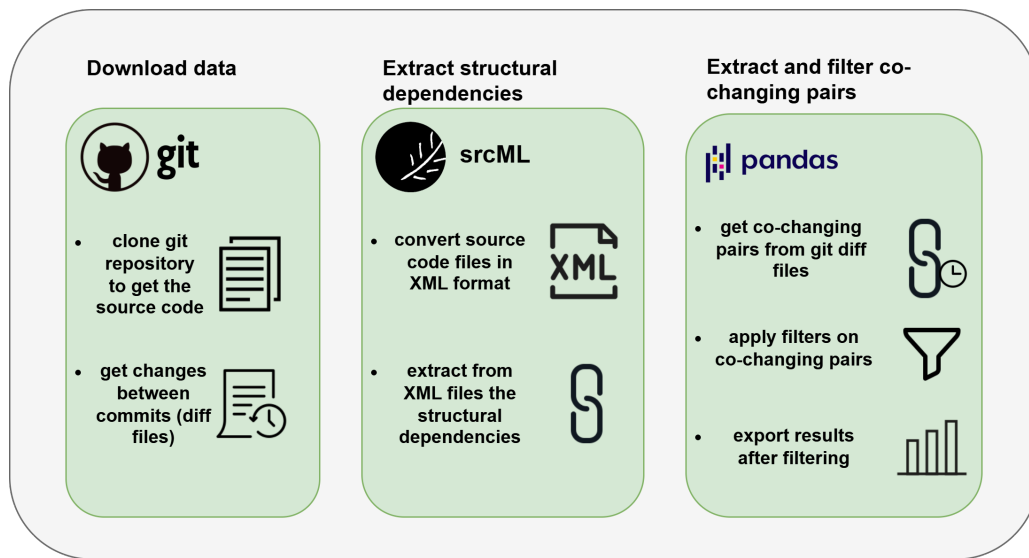 Download data
git
• clone git
repository
to get the
source code
• get changes
between
commits (diff
files)
Extract structural
dependencies
srcML
• convert source
code files in
XML format
XML
• extract from
XML files the
structural
dependencies
Extract and filter co-
changing pairs
pandas
• get co-changing
pairs from git diff
files
• apply filters on
co-changing pairs
• export results
after filtering